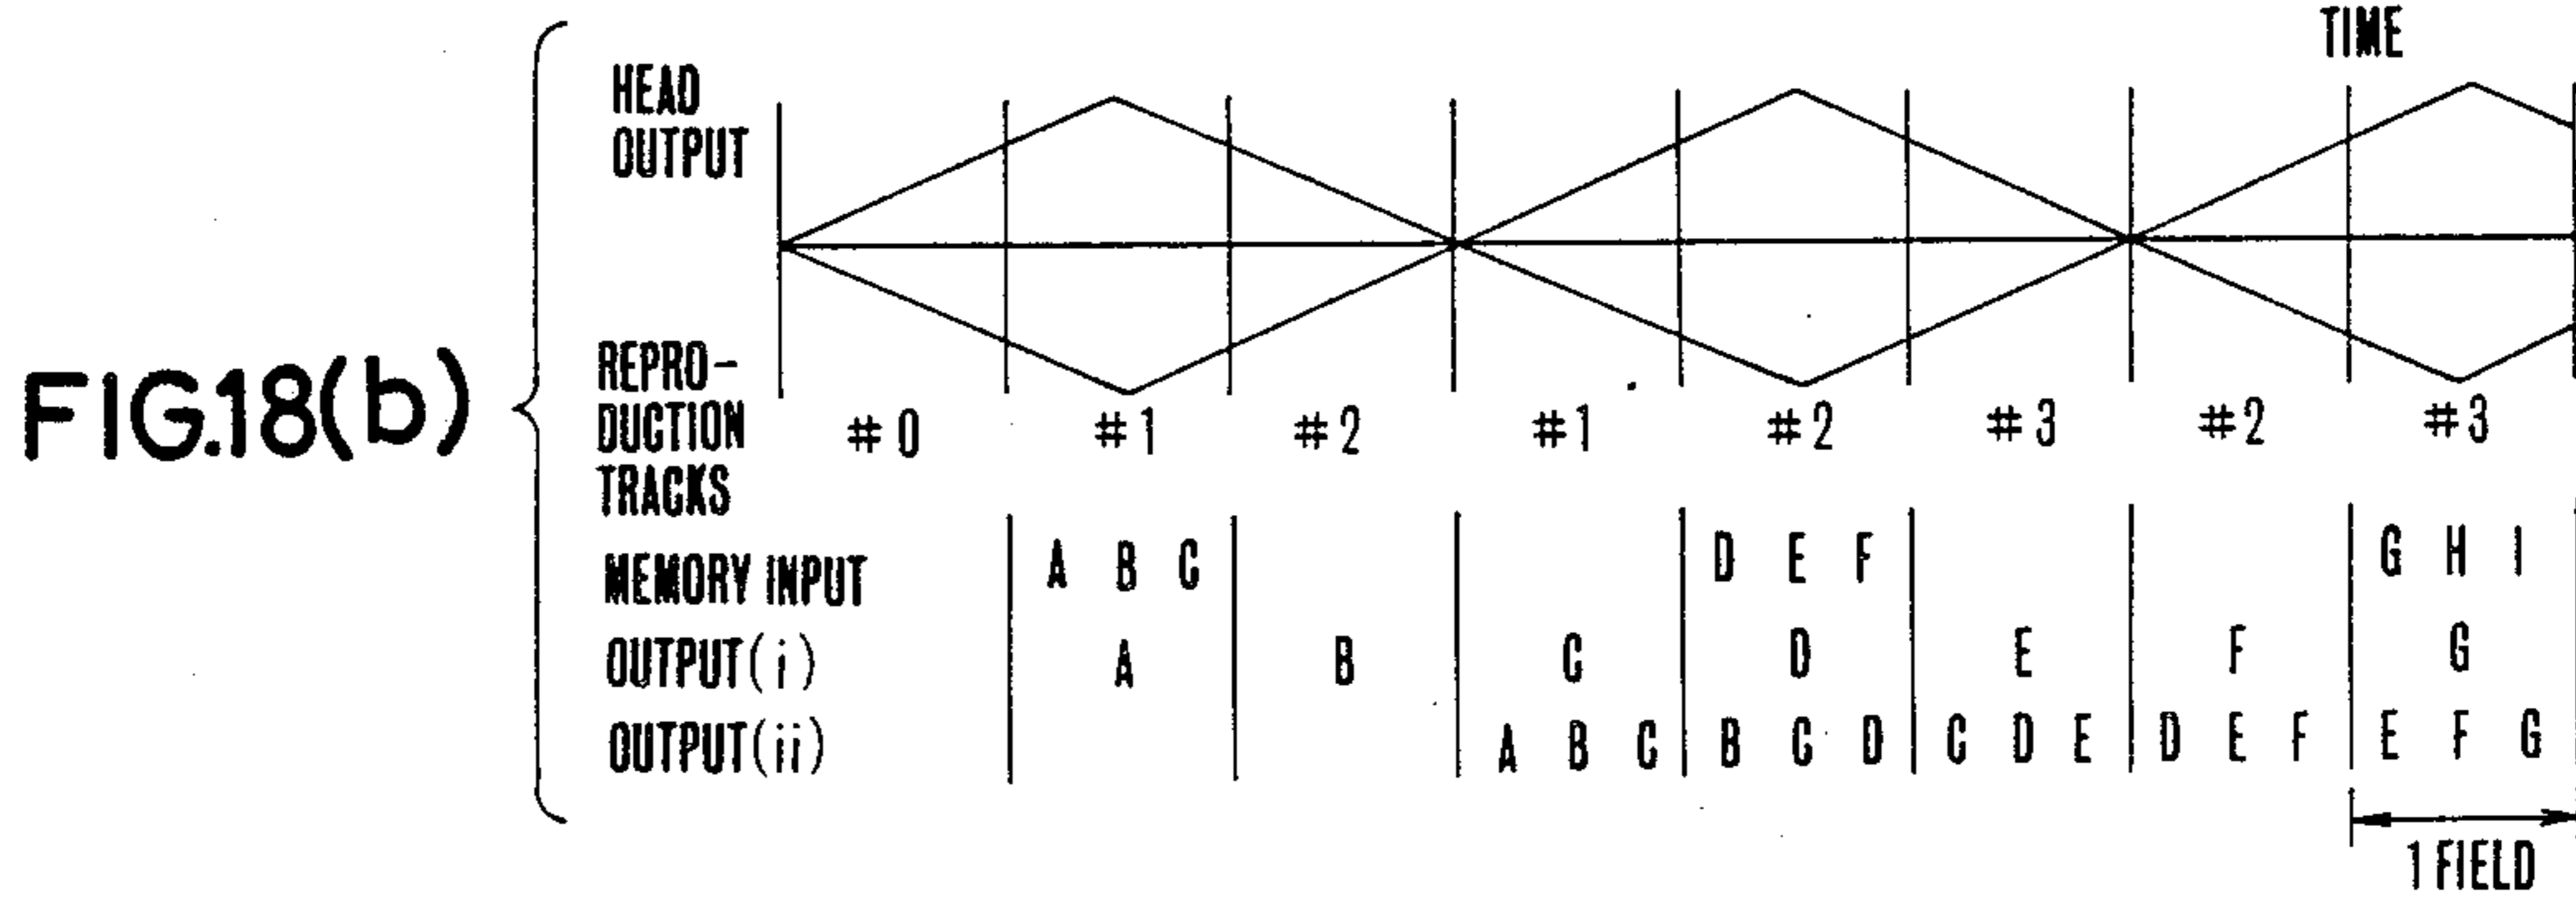 TIME
HEAD
OUTPUT
FIG.18(b)
REPRO-
DUCTION
TRACKS
#0 #1 #2 #1 #2 #3 #2 #3
MEMORY INPUT A B C D E F G H I
OUTPUT(i) A B C D E F G
OUTPUT(ii) A B C B C D C D E D E F E F G
1 FIELD